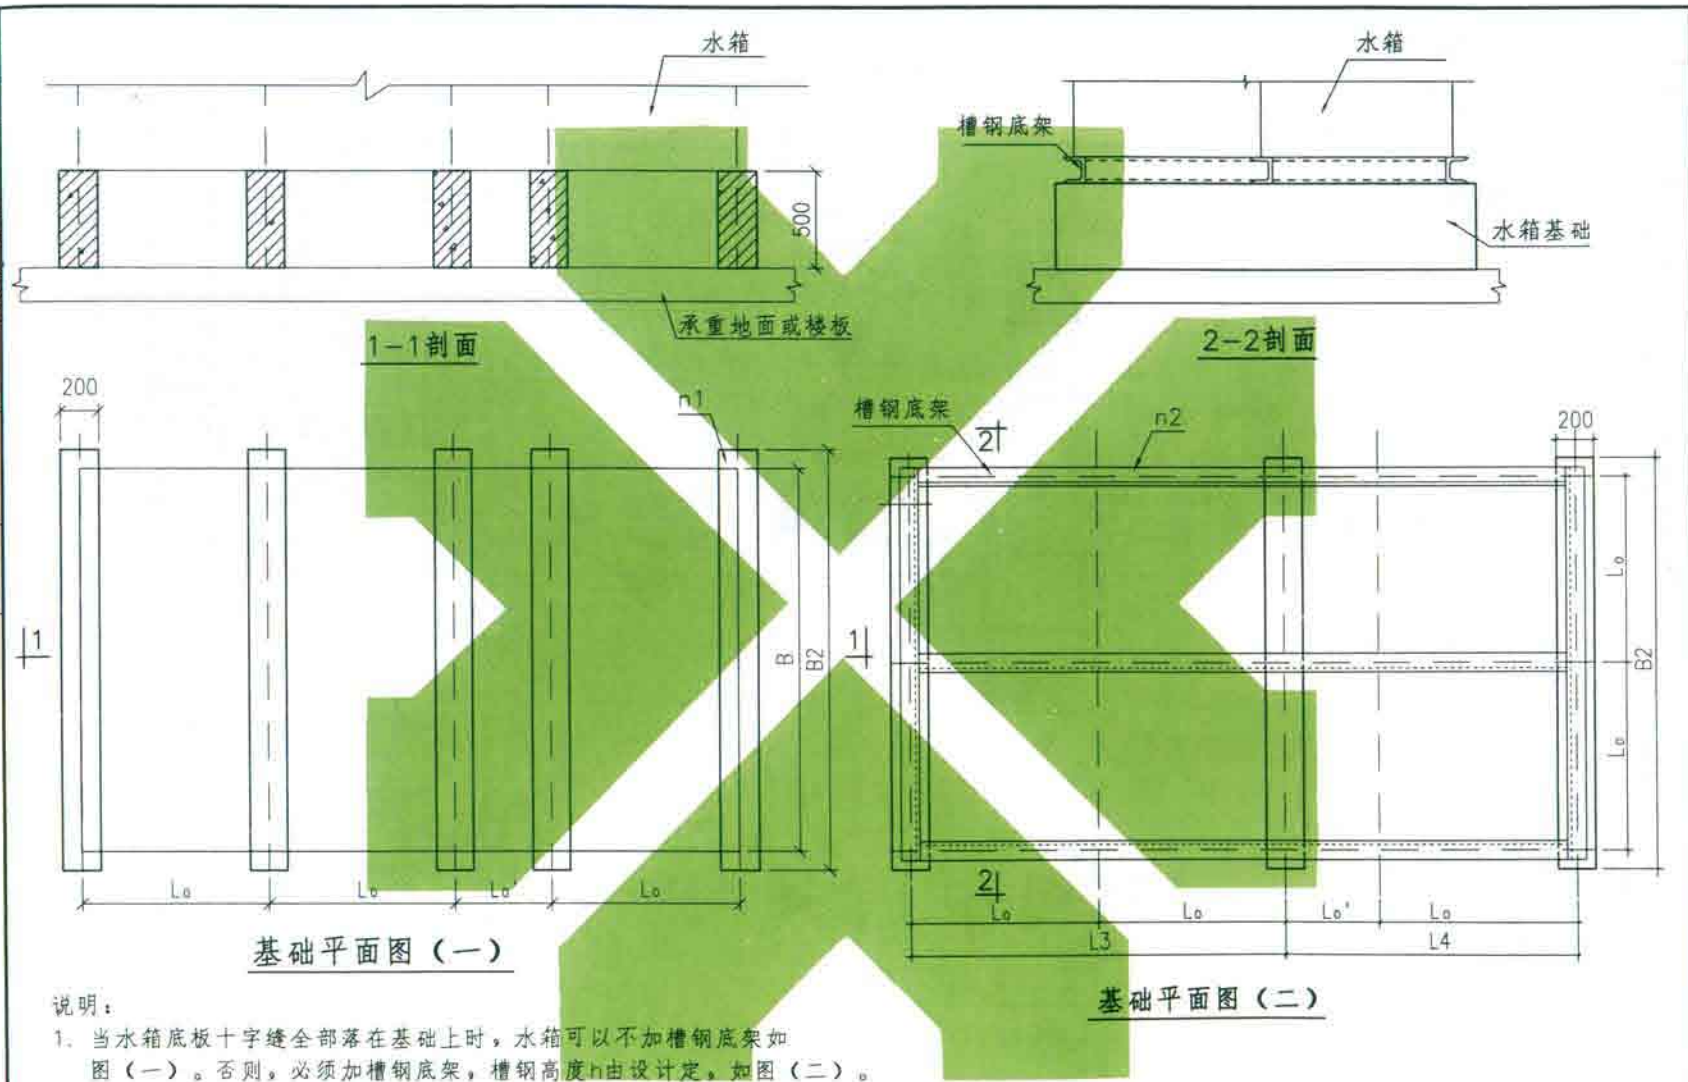 水箱
水箱
槽钢底架
500
水箱基础
承重地面或楼板
1-1剖面
2-2剖面
200
n1
槽钢底架
2
n2
200
1
B
B2
1
Lo
Lo
B2
Lo
Lo
Lo'
Lo
2
Lo
Lo
Lo'
Lo
L3
L4
基础平面图（一）
基础平面图（二）
说明：
1. 当水箱底板十字缝全部落在基础上时，水箱可以不加槽钢底架如
图（一）。否则，必须加槽钢底架，槽钢高度h由设计定。如图（二）。